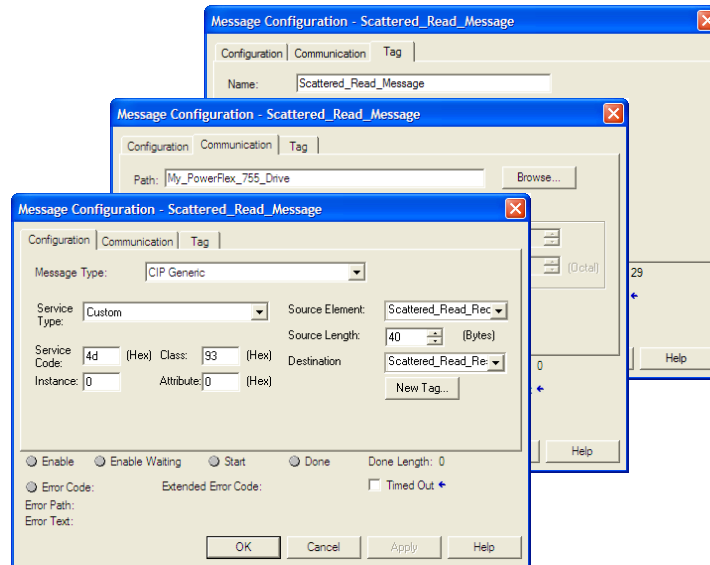 Message Configuration - Scattered_Read_Message
Configuration Communication Tag
Name: Scattered_Read_Message
29
Help
Message Configuration - Scattered_Read_Message
Configuration Communication Tag
Path: My_PowerFlex_755_Drive Browse...
(Octal)
0
Help
Message Configuration - Scattered_Read_Message
Configuration Communication Tag
Message Type: CIP Generic
Service Type: Custom
Source Element: Scattered_Read_Rec
Source Length: 40 (Bytes)
Service Code: 4d (Hex) Class: 93 (Hex)
Destination Scattered_Read_Re:
Instance: 0 Attribute: 0 (Hex)
New Tag...
Enable Enable Waiting Start Done Done Length: 0
Error Code: Extended Error Code: Timed Out
Error Path:
Error Text:
OK Cancel Apply Help